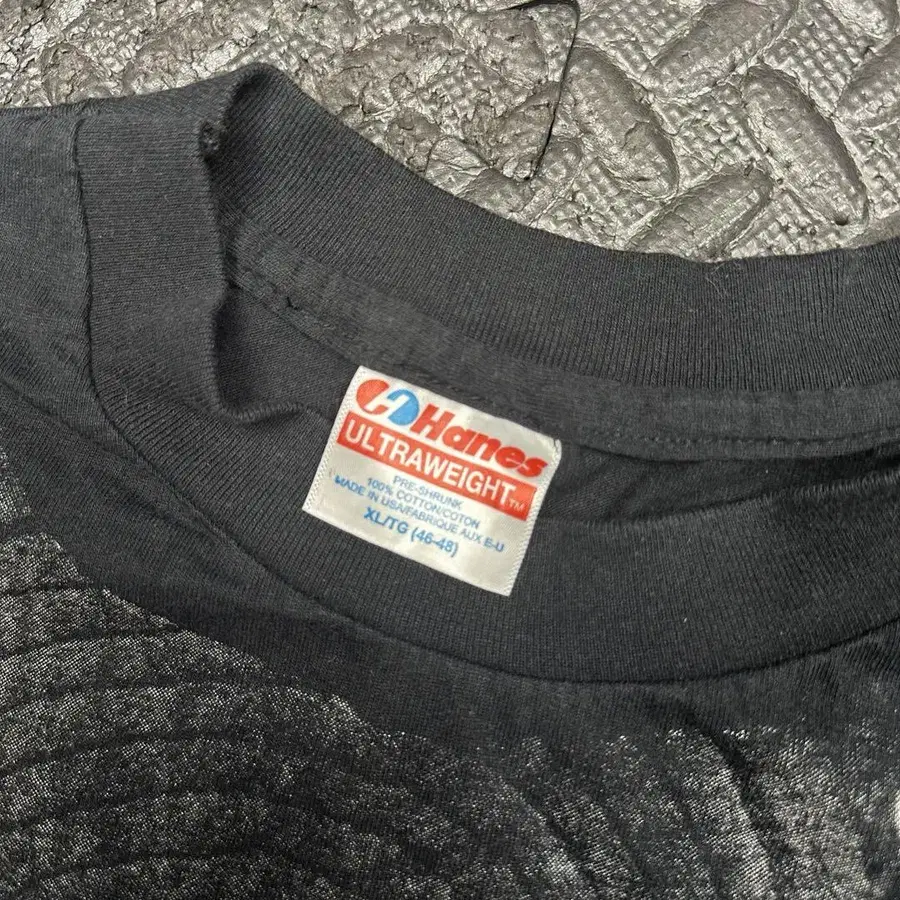 Hanes
ULTRAWEIGHT™
PRE-SHRUNK
100% COTTON/COTON
MADE IN USA/FABRIQUE AUX E-U
XL/TG (46-48)